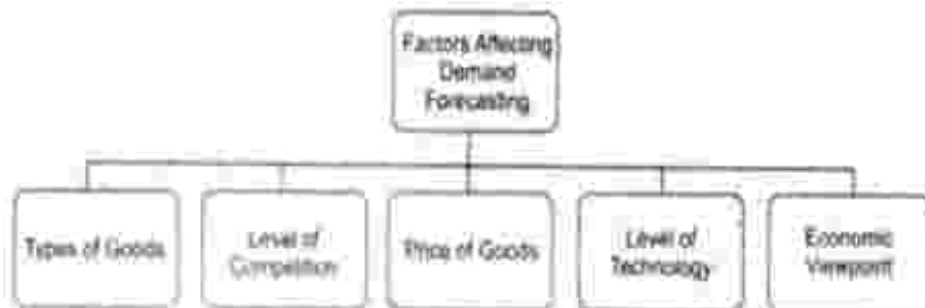 Factors Affecting
Demand
Forecasting
Types of Goods
Level of
Competition
Price of Goods
Level of
Technology
Economic
Viewpoint